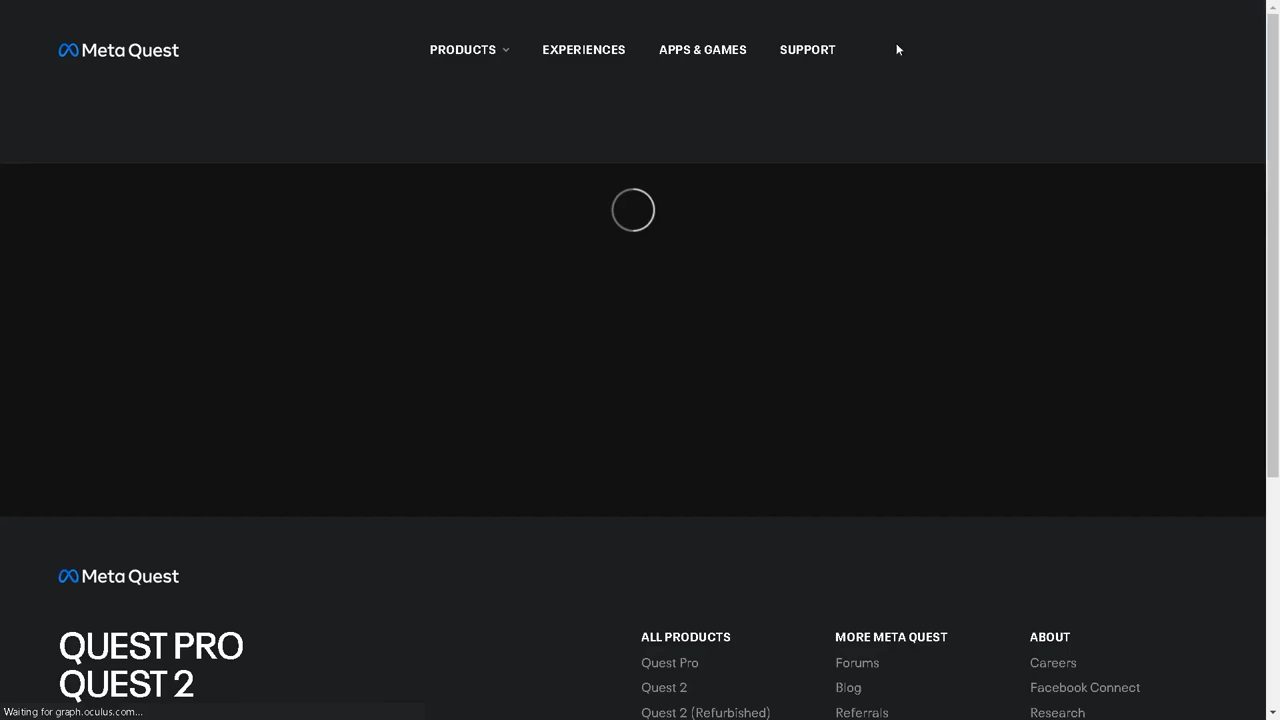 Meta Quest
PRODUCTS
EXPERIENCES
APPS & GAMES
SUPPORT
Meta Quest
QUEST PRO
QUEST 2
ALL PRODUCTS
Quest Pro
Quest 2
Quest 2 (Refurbished)
MORE META QUEST
Forums
Blog
Referrals
ABOUT
Careers
Facebook Connect
Research
Waiting for graph.oculus.com...